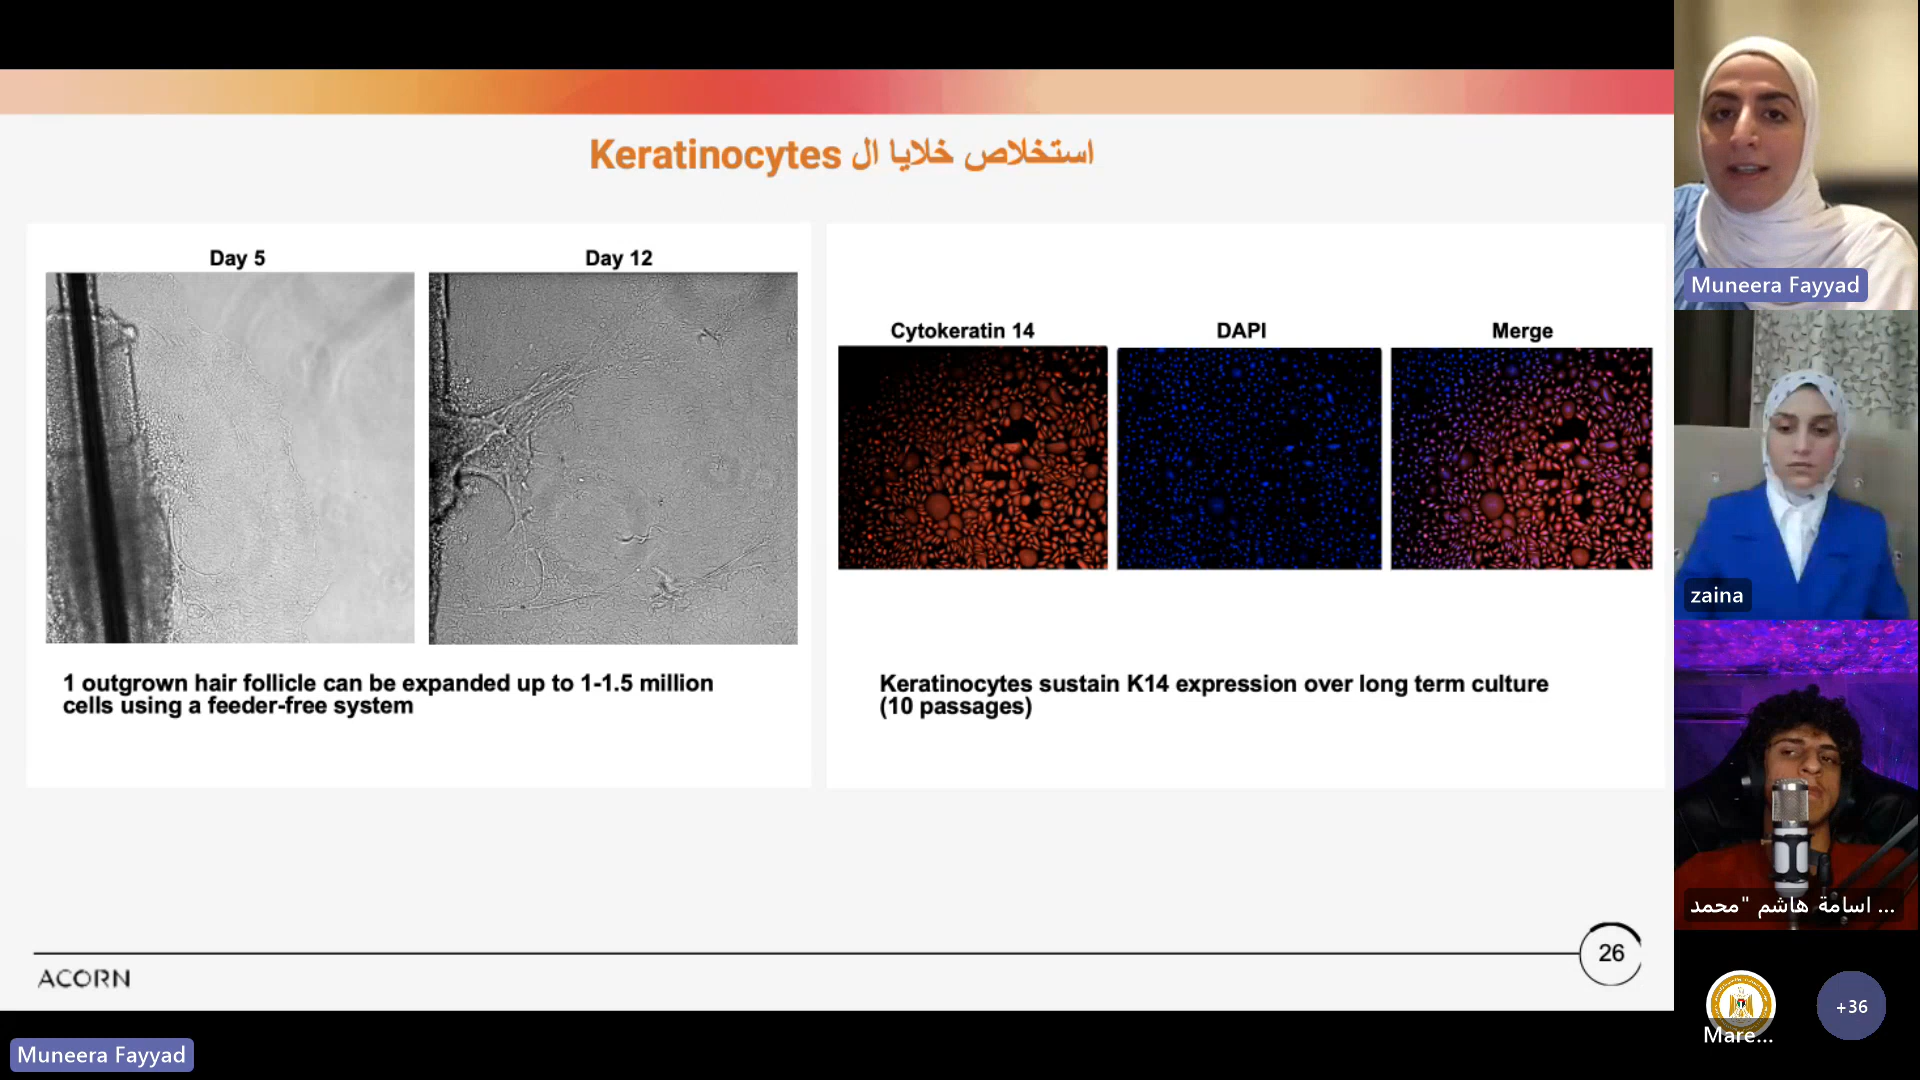 استخلاص خلايا ال Keratinocytes
Day 5
Day 12
1 outgrown hair follicle can be expanded up to 1-1.5 million
cells using a feeder-free system
Cytokeratin 14
DAPI
Merge
Keratinocytes sustain K14 expression over long term culture
(10 passages)
ACORN
26
Muneera Fayyad
zaina
اسامة هاشم "محمد ...
Mare...
+36
Muneera Fayyad